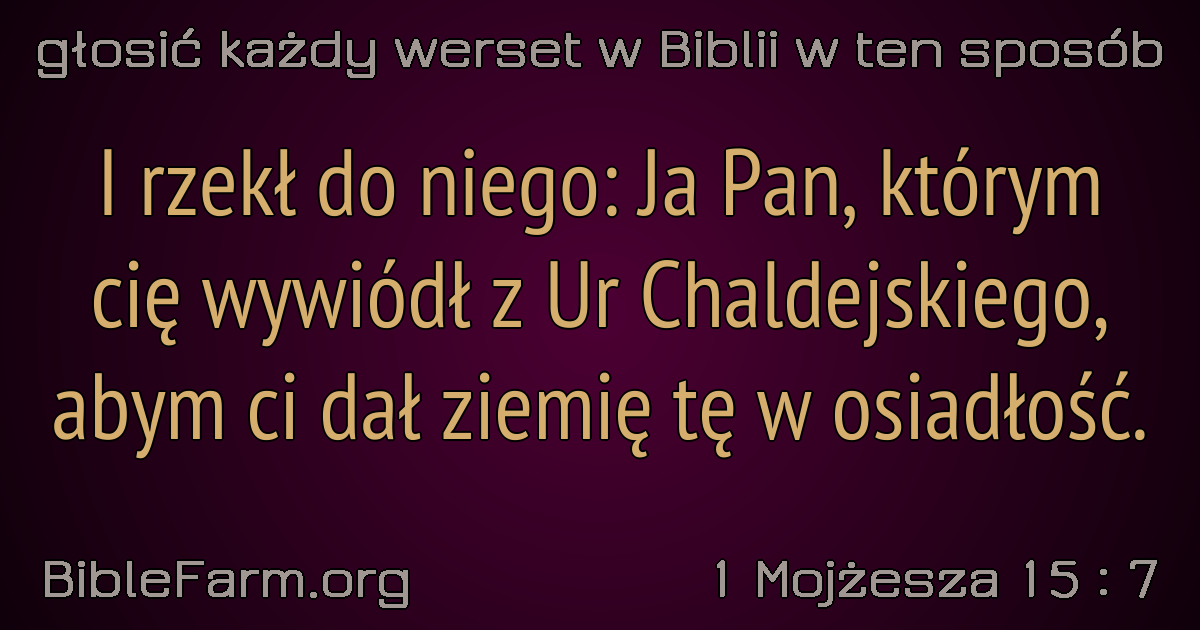 głosić każdy werset w Biblii w ten sposób
I rzekł do niego: Ja Pan, którym
cię wywiódł z Ur Chaldejskiego,
abym ci dał ziemię tę w osiadłość.
BibleFarm.org
1 Mojżesza 15 : 7